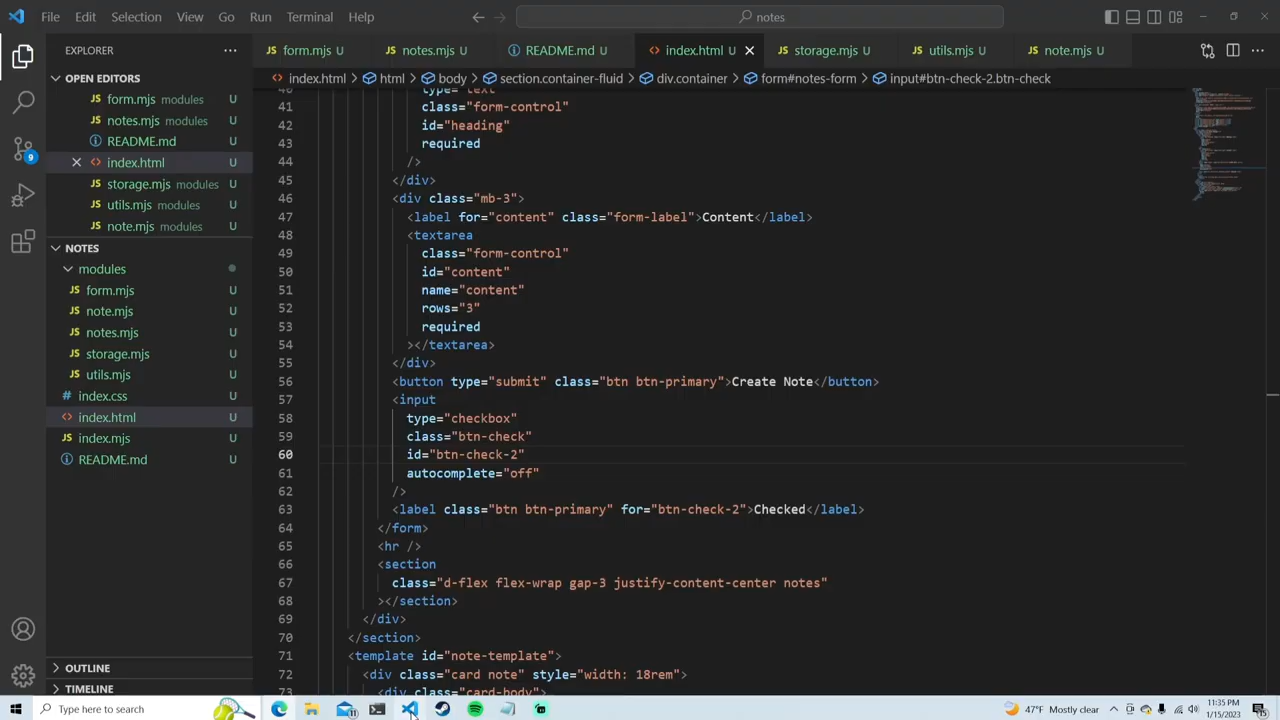 File Edit Selection View Go Run Terminal Help
notes
EXPLORER
form.mjs U
notes.mjs U
README.md U
index.html U
storage.mjs U
utils.mjs U
note.mjs U
index.html > html > body > section.container-fluid > div.container > form#notes-form > input#btn-check-2.btn-check
OPEN EDITORS
form.mjs modules U
notes.mjs modules U
README.md U
index.html U
storage.mjs modules U
utils.mjs modules U
note.mjs modules U
NOTES
modules
form.mjs U
note.mjs U
notes.mjs U
storage.mjs U
utils.mjs U
index.css U
index.html U
index.mjs U
README.md U
OUTLINE
TIMELINE
9
40 type="text"
41 class="form-control"
42 id="heading"
43 required
44 />
45 </div>
46 <div class="mb-3">
47 <label for="content" class="form-label">Content</label>
48 <textarea
49 class="form-control"
50 id="content"
51 name="content"
52 rows="3"
53 required
54 ></textarea>
55 </div>
56 <button type="submit" class="btn btn-primary">Create Note</button>
57 <input
58 type="checkbox"
59 class="btn-check"
60 id="btn-check-2"
61 autocomplete="off"
62 />
63 <label class="btn btn-primary" for="btn-check-2">Checked</label>
64 </form>
65 <hr />
66 <section
67 class="d-flex flex-wrap gap-3 justify-content-center notes"
68 ></section>
69 </div>
70 </section>
71 <template id="note-template">
72 <div class="card note" style="width: 18rem">
73 <div class="card-body">
Type here to search
47°F Mostly clear
11:35 PM
1/15/2023